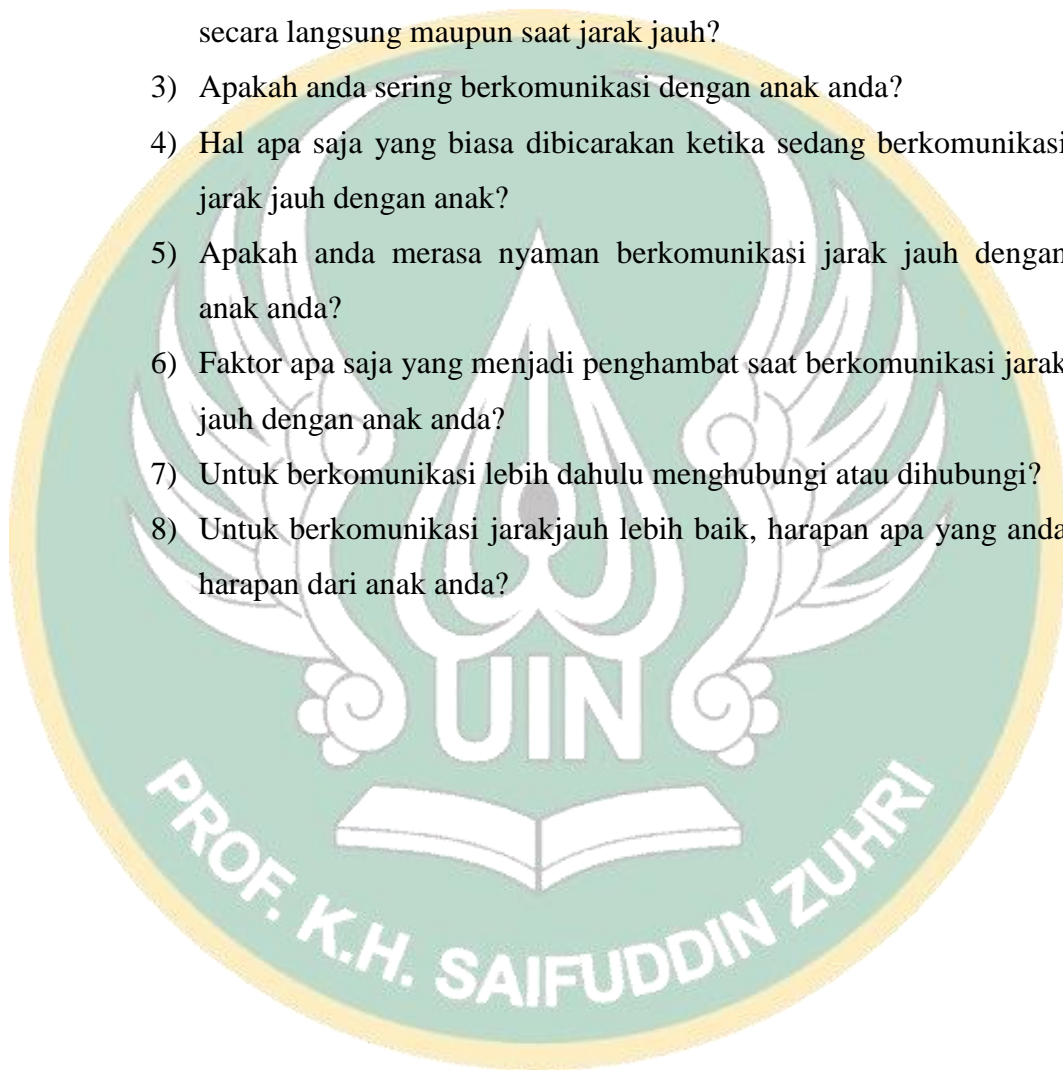 secara langsung maupun saat jarak jauh?
3) Apakah anda sering berkomunikasi dengan anak anda?
4) Hal apa saja yang biasa dibicarakan ketika sedang berkomunikasi
jarak jauh dengan anak?
5) Apakah anda merasa nyaman berkomunikasi jarak jauh dengan
anak anda?
6) Faktor apa saja yang menjadi penghambat saat berkomunikasi jarak
jauh dengan anak anda?
7) Untuk berkomunikasi lebih dahulu menghubungi atau dihubungi?
8) Untuk berkomunikasi jarakjauh lebih baik, harapan apa yang anda
harapan dari anak anda?
UIN
PROF. K.H. SAIFUDDIN ZUHRI